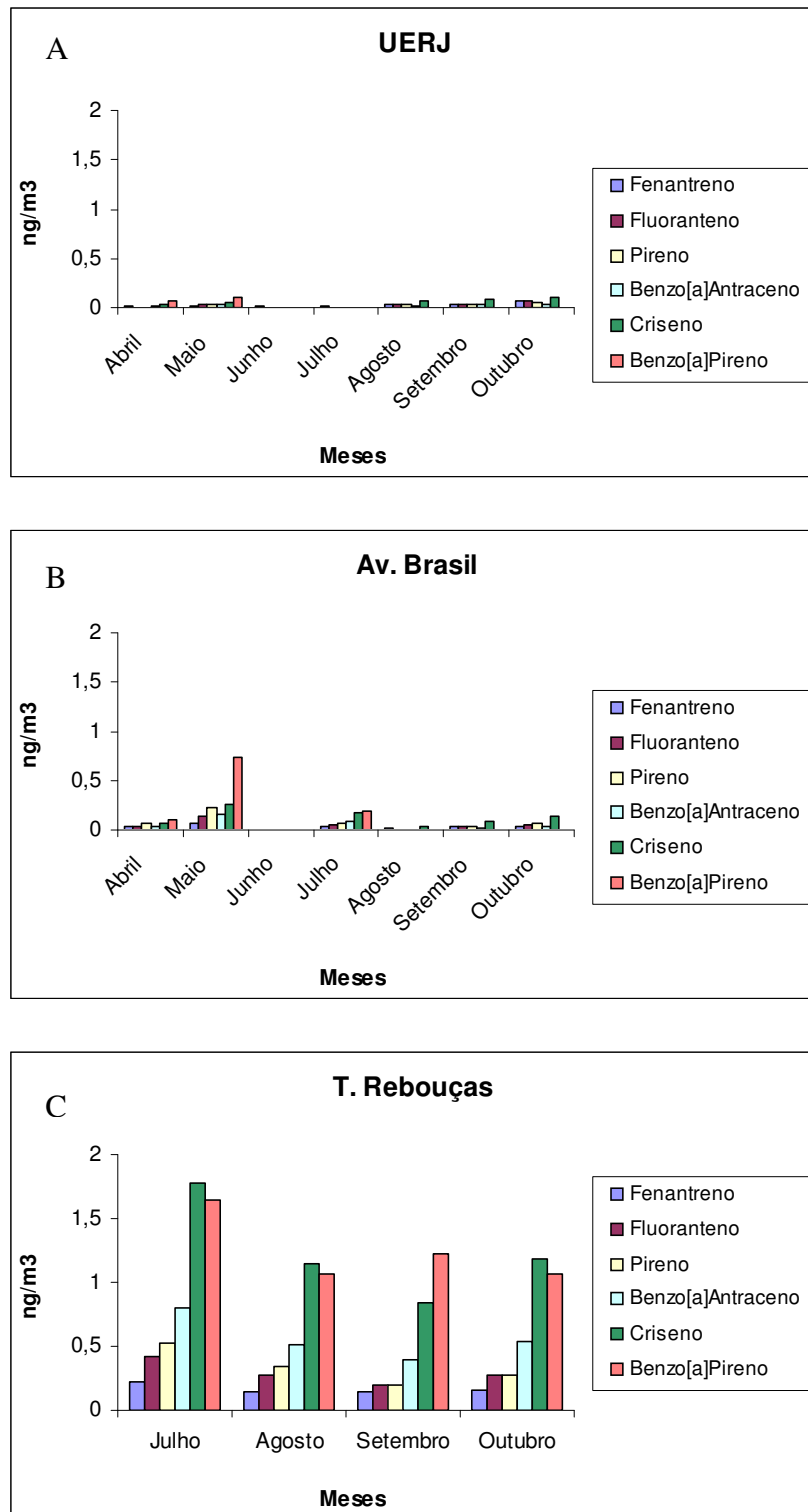 A
UERJ
2
1,5
1
0,5
0
ng/m3
Abril Maio Junho Julho Agosto Setembro Outubro
Meses
Fenantreno
Fluoranteno
Pireno
Benzo[a]Antraceno
Criseno
Benzo[a]Pireno
B
Av. Brasil
2
1,5
1
0,5
0
ng/m3
Abril Maio Junho Julho Agosto Setembro Outubro
Meses
Fenantreno
Fluoranteno
Pireno
Benzo[a]Antraceno
Criseno
Benzo[a]Pireno
C
T. Rebouças
2
1,5
1
0,5
0
ng/m3
Julho Agosto Setembro Outubro
Meses
Fenantreno
Fluoranteno
Pireno
Benzo[a]Antraceno
Criseno
Benzo[a]Pireno